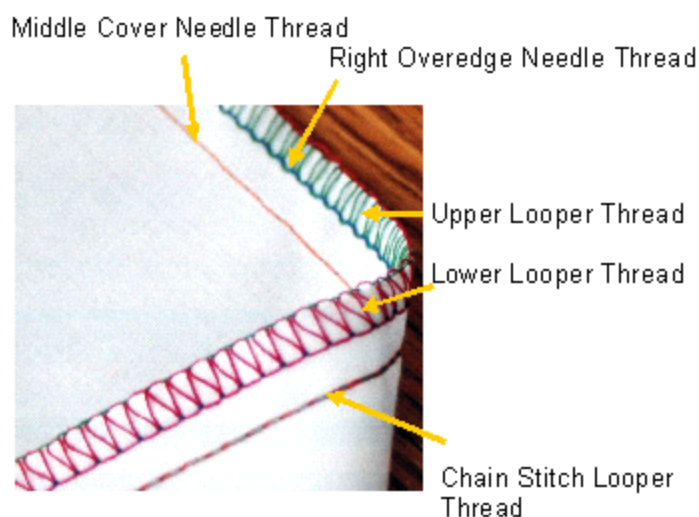 Middle Cover Needle Thread
Right Overedge Needle Thread
Upper Looper Thread
Lower Looper Thread
Chain Stitch Looper
Thread